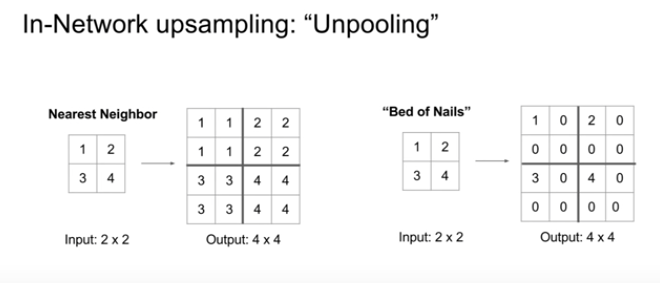 In-Network upsampling: “Unpooling”
Nearest Neighbor
1 2
3 4
Input: 2 x 2
1 1 2 2
1 1 2 2
3 3 4 4
3 3 4 4
Output: 4 x 4
“Bed of Nails”
1 2
3 4
Input: 2 x 2
1 0 2 0
0 0 0 0
3 0 4 0
0 0 0 0
Output: 4 x 4